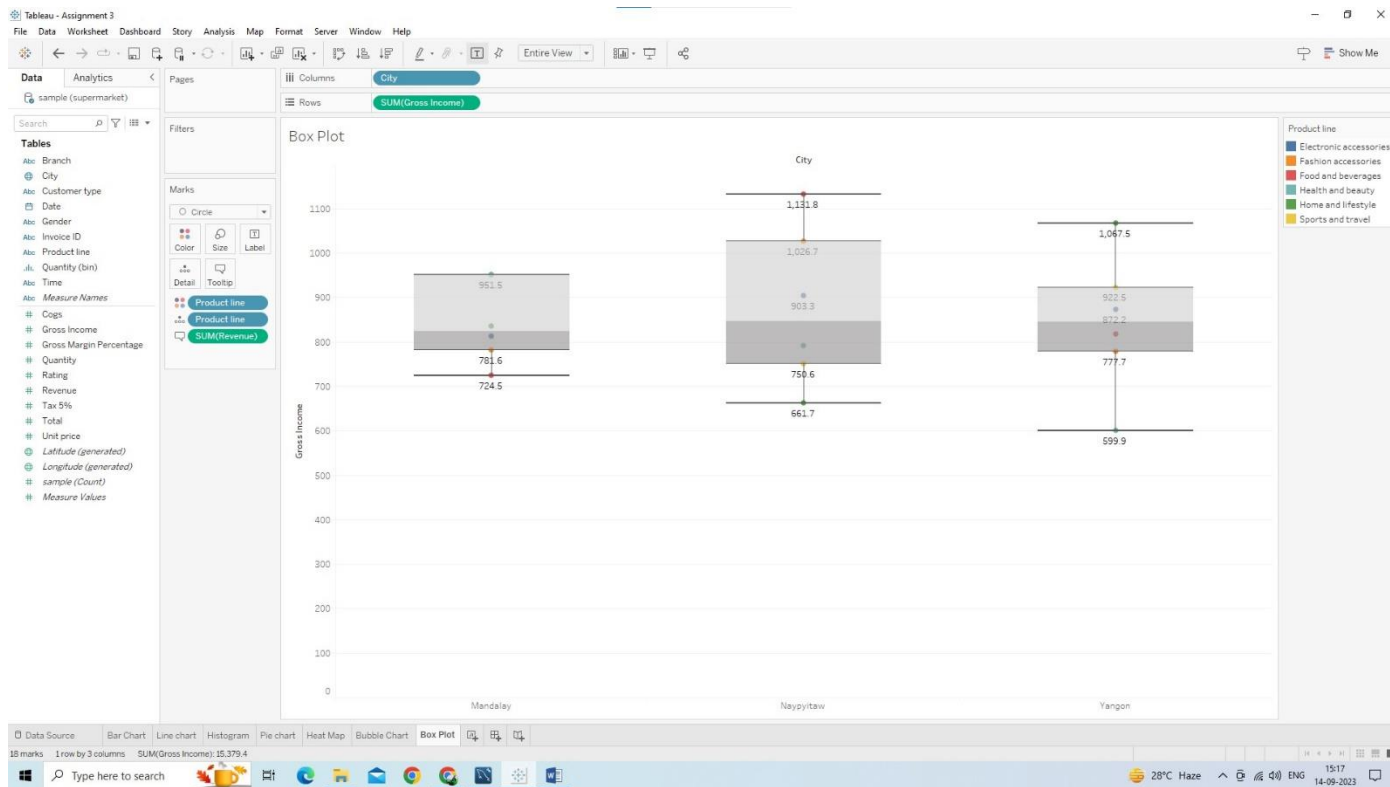 Tableau - Assignment 3
File Data Worksheet Dashboard Story Analysis Map Format Server Window Help
Entire View
Show Me
Data Analytics
sample (supermarket)
Search
Tables
Abc Branch
City
Abc Customer type
Date
Abc Gender
Abc Invoice ID
Abc Product line
Quantity (bin)
Abc Time
Abc Measure Names
# Cogs
# Gross Income
# Gross Margin Percentage
# Quantity
# Rating
# Revenue
# Tax 5%
# Total
# Unit price
Latitude (generated)
Longitude (generated)
# sample (Count)
# Measure Values
Pages
Filters
Marks
Circle
Color Size Label
Detail Tooltip
Product line
Product line
SUM(Revenue)
Columns City
Rows SUM(Gross Income)
Box Plot
City
Gross Income
1100
1000
900
800
700
600
500
400
300
200
100
0
951.5
781.6
724.5
1,131.8
1,026.7
903.3
750.6
661.7
1,067.5
922.5
872.2
777.7
599.9
Mandalay Naypyitaw Yangon
Product line
Electronic accessories
Fashion accessories
Food and beverages
Health and beauty
Home and lifestyle
Sports and travel
Data Source Bar Chart Line chart Histogram Pie chart Heat Map Bubble Chart Box Plot
18 marks 1 row by 3 columns SUM(Gross Income): 15,379.4
Type here to search
28°C Haze
ENG
15:17
14-09-2023